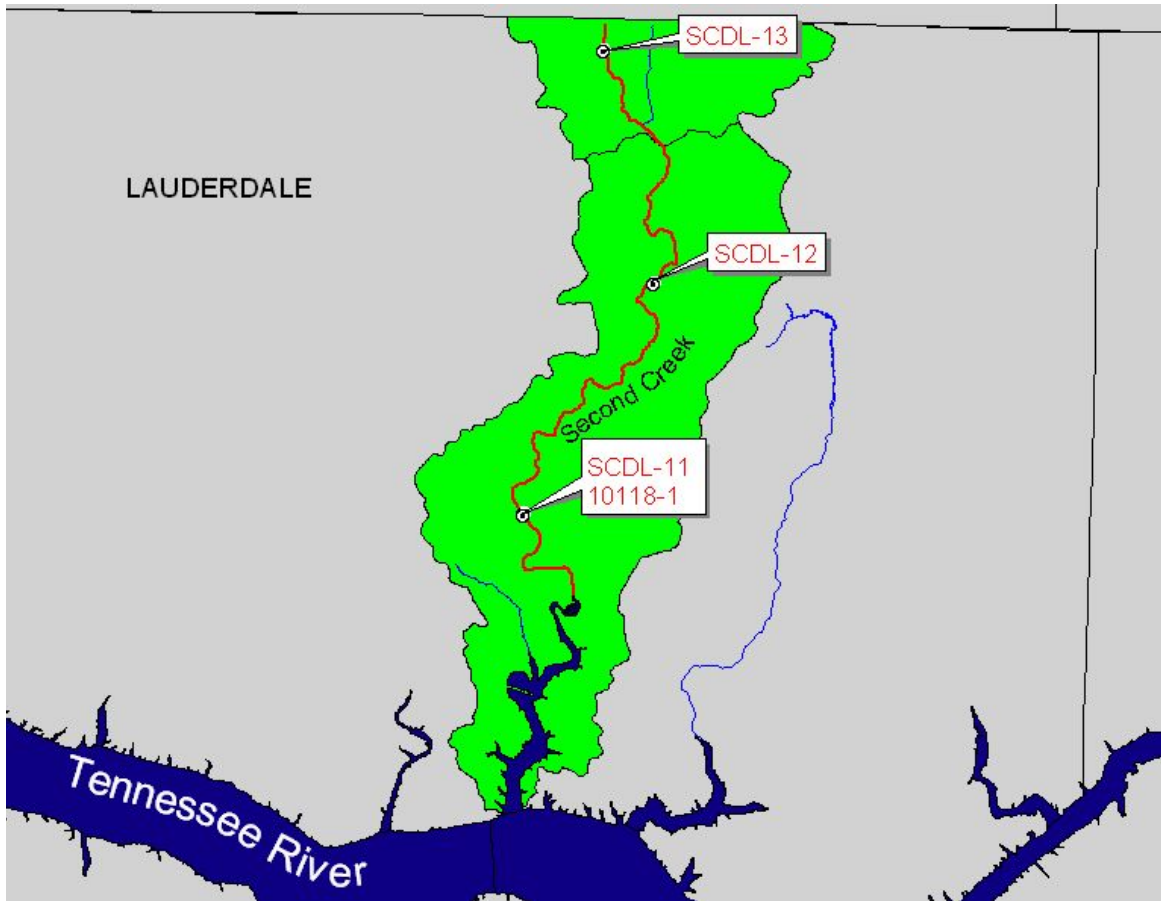 SCDL-13
LAUDERDALE
SCDL-12
Second Creek
SCDL-11
10118-1
Tennessee River